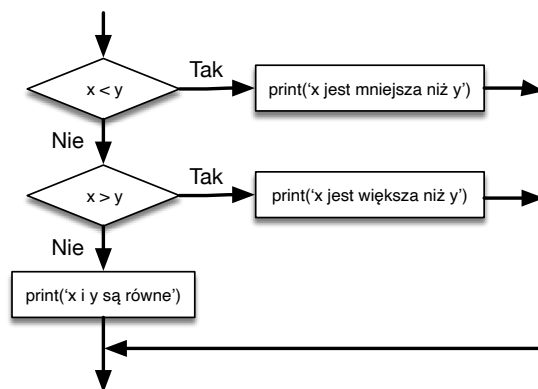 x < y
Tak
print(‘x jest mniejsza niż y’)
Nie
x > y
Tak
print(‘x jest większa niż y’)
Nie
print(‘x i y są równe’)